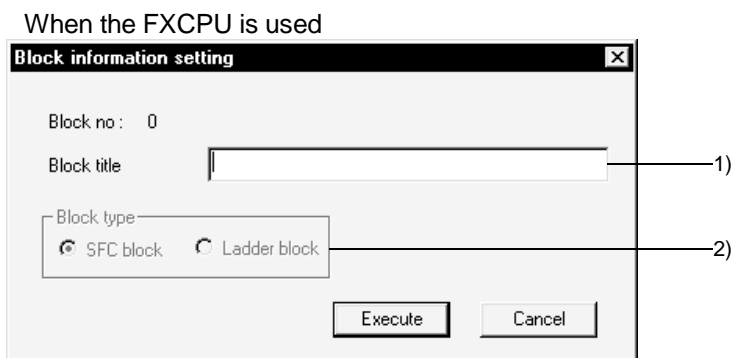 When the FXCPU is used
Block information setting
Block no : 0
Block title
1)
Block type
SFC block Ladder block
2)
Execute Cancel